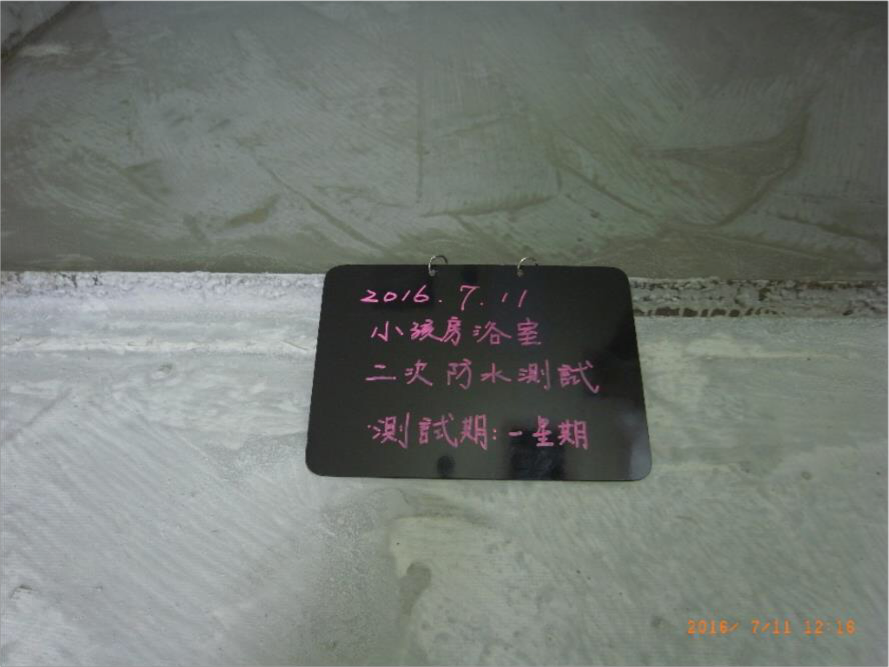 2016.7.11
小孩房浴室
二次防水測試
測試期:一星期
2016/ 7/11 12:16